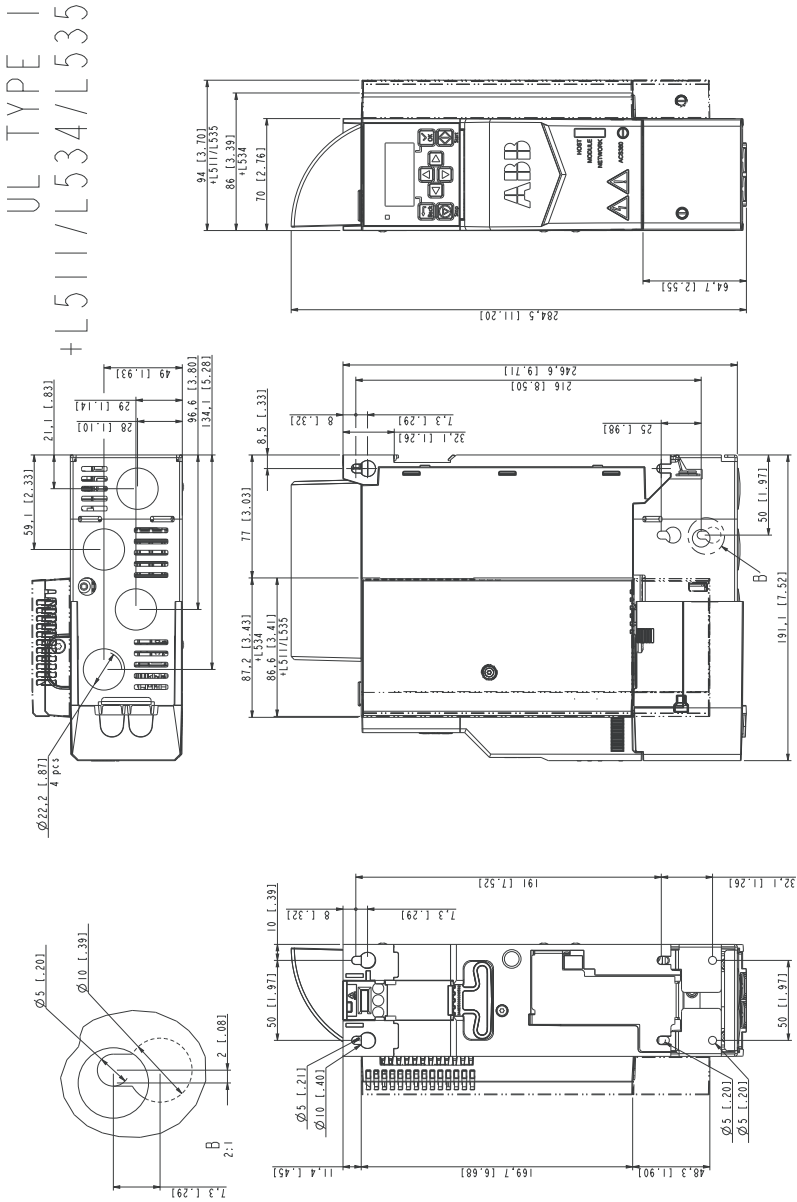 UL TYPE I
+L511/L534/L535
94 [3.70]
+L511/L535
86 [3.39]
+L534
70 [2.76]
ABB
HOST
MODULE
NETWORK
ACS380
64,7 [2.55]
284,5 [11.20]
49 [1.93]
29 [1.14]
28 [1.10]
21,1 [.83]
96,6 [3.80]
134,1 [5.28]
59,1 [2.33]
Ø22,2 [.87]
4 pcs
246,6 [9.71]
216 [8.50]
8 [.32]
7,3 [.29]
32,1 [1.26]
25 [.98]
8,5 [.33]
77 [3.03]
87,2 [3.43]
+L534
86,6 [3.41]
+L511/L535
50 [1.97]
B
191,1 [7.52]
191 [7.52]
32,1 [1.26]
8 [.32]
7,3 [.29]
10 [.39]
50 [1.97]
50 [1.97]
Ø5 [.21]
Ø10 [.40]
Ø5 [.20]
Ø5 [.20]
11,4 [.45]
169,7 [6.68]
48,3 [1.90]
Ø5 [.20]
Ø10 [.39]
2 [.08]
B
2:1
7,3 [.29]